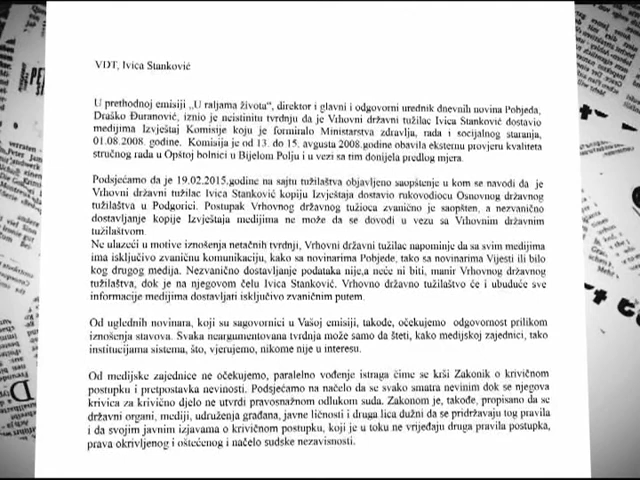 VDT, Ivica Stanković
U prethodnoj emisiji „U raljama života“, direktor i glavni i odgovorni urednik dnevnih novina Pobjeda,
Draško Đuranović, iznio je neistinitu tvrdnju da je Vrhovni državni tužilac Ivica Stanković dostavio
medijima Izvještaj Komisije koju je formiralo Ministarstva zdravlja, rada i socijalnog staranja,
01.08.2008. godine. Komisija je od 13. do 15. avgusta 2008.godine obavila eksternu provjeru kvaliteta
stručnog rada u Opštoj bolnici u Bijelom Polju i u vezi sa tim donijela predlog mjera.
Podsjećamo da je 19.02.2015.godine na sajtu tužilaštva objavljeno saopštenje u kom se navodi da je
Vrhovni državni tužilac Ivica Stanković kopiju Izvještaja dostavio rukovodiocu Osnovnog državnog
tužilaštva u Podgorici. Postupak Vrhovnog državnog tužioca zvanično je saopšten, a nezvanično
dostavljanje kopije Izvještaja medijima ne može da se dovodi u vezu sa Vrhovnim državnim
tužilaštvom.
Ne ulazeći u motive iznošenja netačnih tvrdnji, Vrhovni državni tužilac napominje da sa svim medijima
ima isključivo zvaničnu komunikaciju, kako sa novinarima Pobjede, tako sa novinarima Vijesti ili bilo
kog drugog medija. Nezvanično dostavljanje podataka nije,a neće ni biti, manir Vrhovnog državnog
tužilaštva, dok je na njegovom čelu Ivica Stanković. Vrhovno državno tužilaštvo će i ubuduće sve
informacije medijima dostavljati isključivo zvaničnim putem.
Od uglednih novinara, koji su sagovornici u Vašoj emisiji, takođe, očekujemo odgovornost prilikom
iznošenja stavova. Svaka neargumentovana tvrdnja može samo da šteti, kako medijskoj zajednici, tako
institucijama sistema, što, vjerujemo, nikome nije u interesu.
Od medijske zajednice ne očekujemo, paralelno vođenje istraga čime se krši Zakonik o krivičnom
postupku i pretpostavka nevinosti. Podsjećamo na načelo da se svako smatra nevinim dok se njegova
krivica za krivično djelo ne utvrdi pravosnažnom odlukom suda. Zakonom je, takođe, propisano da se
državni organi, mediji, udruženja građana, javne ličnosti i druga lica dužni da se pridržavaju tog pravila
i da svojim javnim izjavama o krivičnom postupku, koji je u toku ne vrijeđaju druga pravila postupka,
prava okrivljenog i oštećenog i načelo sudske nezavisnosti.